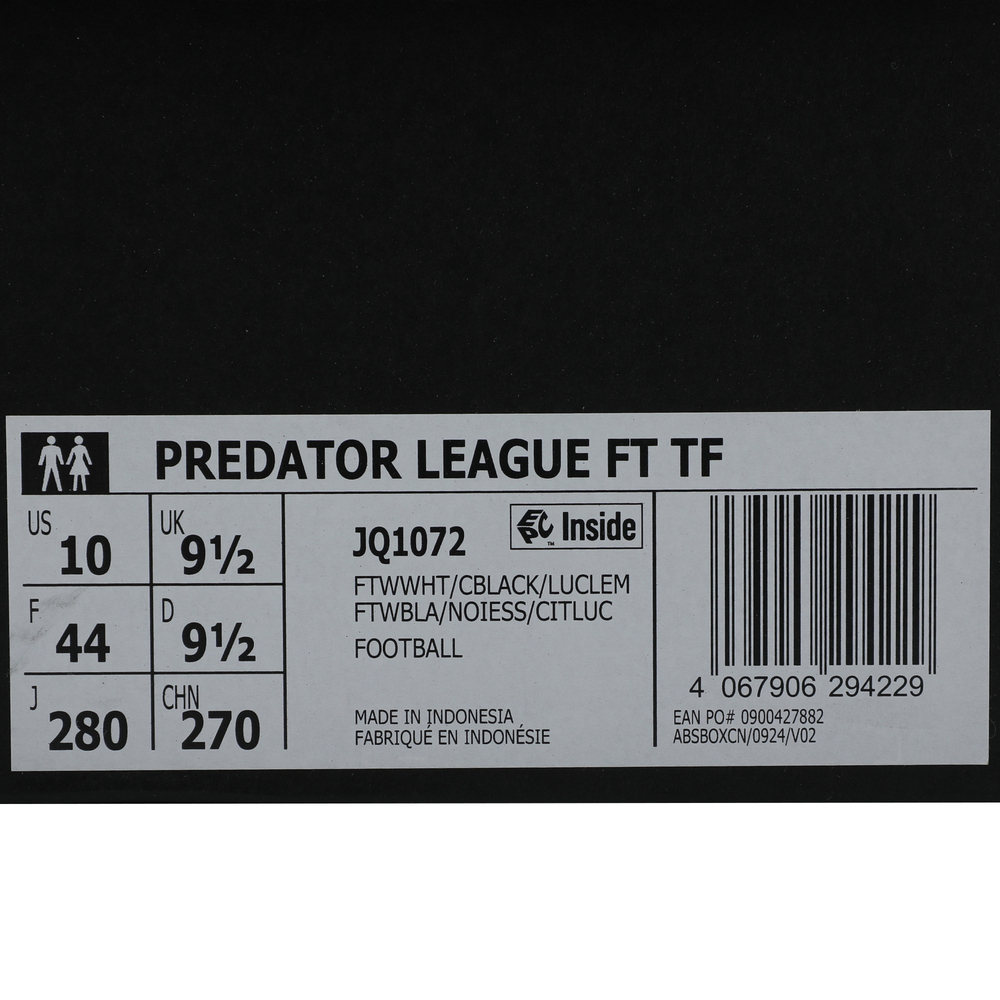 PREDATOR LEAGUE FT TF
US 10
UK 9½
F 44
D 9½
J 280
CHN 270
JQ1072
EPC Inside
™
FTWWHT/CBLACK/LUCLEM
FTWBLA/NOIESS/CITLUC
FOOTBALL
MADE IN INDONESIA
FABRIQUÉ EN INDONÉSIE
4 067906 294229
EAN PO# 0900427882
ABSBOXCN/0924/V02